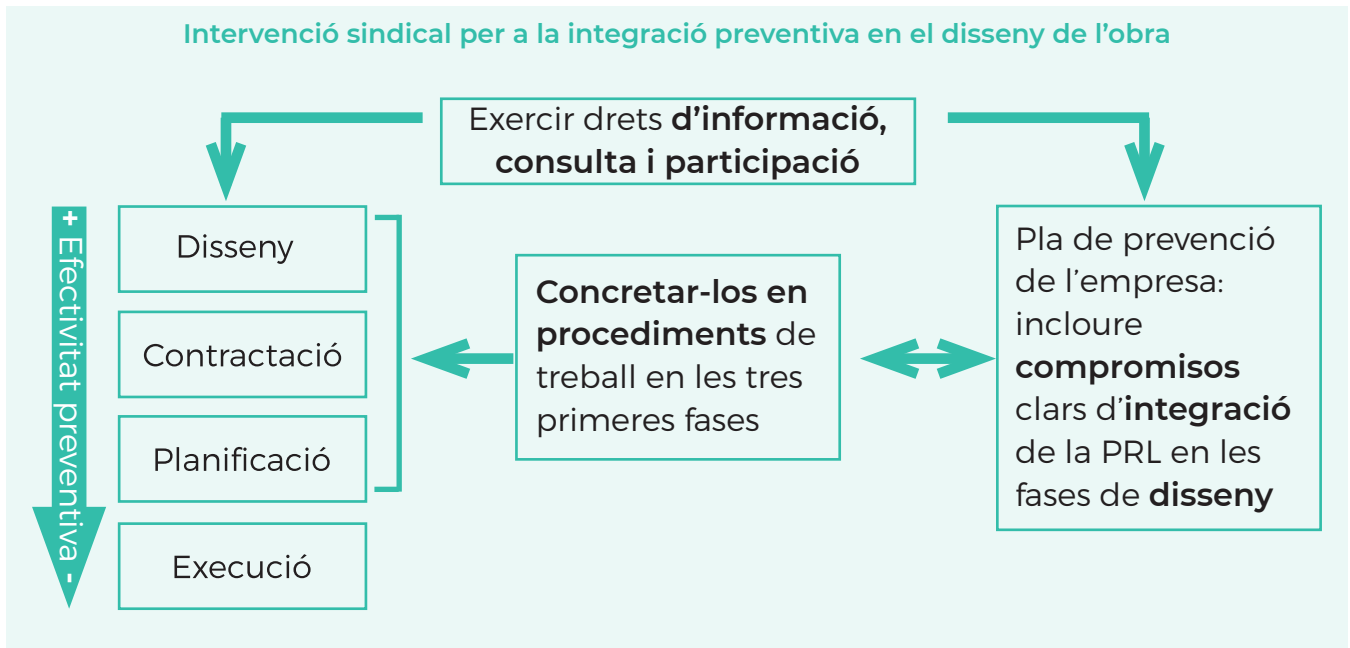 Intervenció sindical per a la integració preventiva en el disseny de l’obra
Exercir drets d’informació,
consulta i participació
+ Efectivitat preventiva -
Disseny
Contractació
Planificació
Execució
Concretar-los en
procediments de
treball en les tres
primeres fases
Pla de prevenció
de l’empresa:
incloure
compromisos
clars d’integració
de la PRL en les
fases de disseny